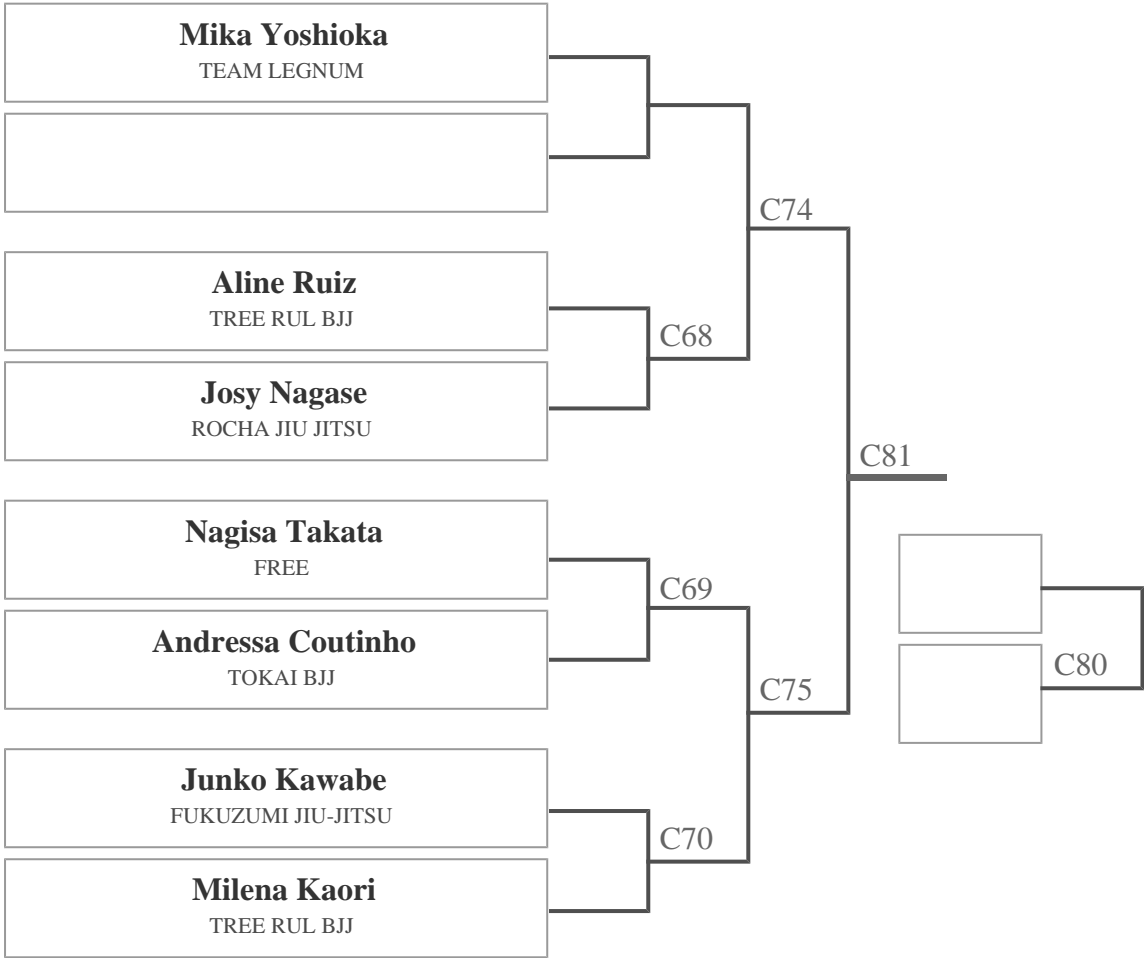 Mika Yoshioka
TEAM LEGNUM
C74
Aline Ruiz
TREE RUL BJJ
C68
Josy Nagase
ROCHA JIU JITSU
C81
Nagisa Takata
FREE
C69
Andressa Coutinho
TOKAI BJJ
C80
C75
Junko Kawabe
FUKUZUMI JIU-JITSU
C70
Milena Kaori
TREE RUL BJJ